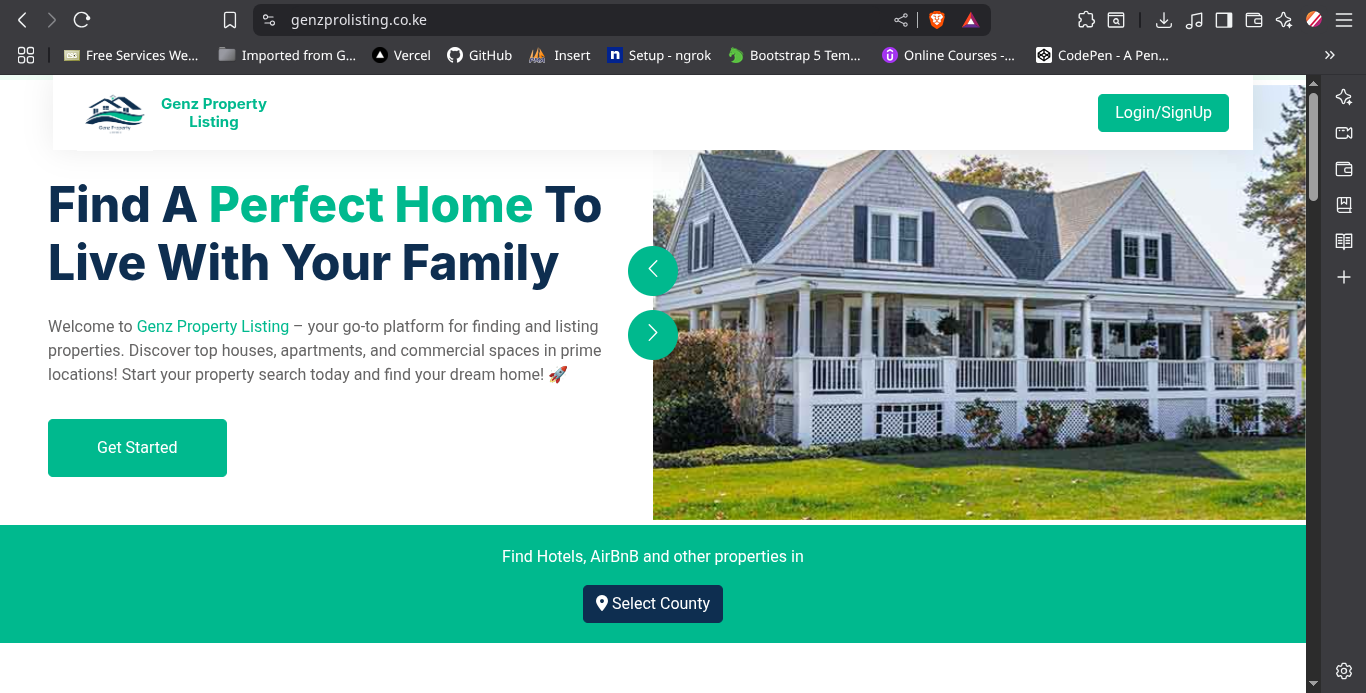 genzprolisting.co.ke
Free Services We...
Imported from G...
Vercel
GitHub
Insert
Setup - ngrok
Bootstrap 5 Tem...
Online Courses -...
CodePen - A Pen...
Genz Property
Listing
Login/SignUp
Find A Perfect Home To
Live With Your Family
Welcome to Genz Property Listing – your go-to platform for finding and listing
properties. Discover top houses, apartments, and commercial spaces in prime
locations! Start your property search today and find your dream home! 🚀
Get Started
Find Hotels, AirBnB and other properties in
Select County